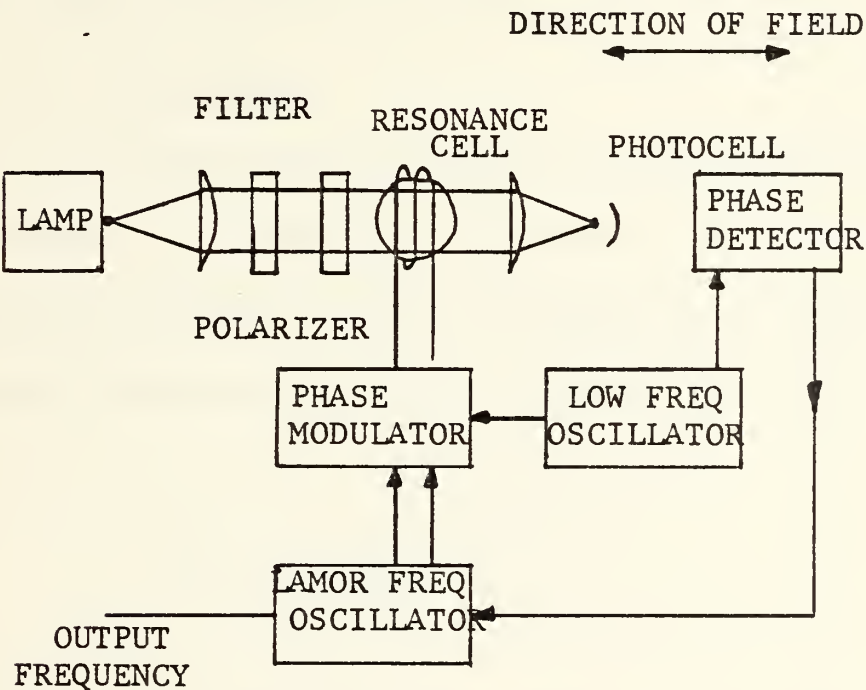 DIRECTION OF FIELD
FILTER
RESONANCE
CELL
PHOTOCELL
LAMP
PHASE
DETECTOR
POLARIZER
PHASE
MODULATOR
LOW FREQ
OSCILLATOR
LAMOR FREQ
OSCILLATOR
OUTPUT
FREQUENCY